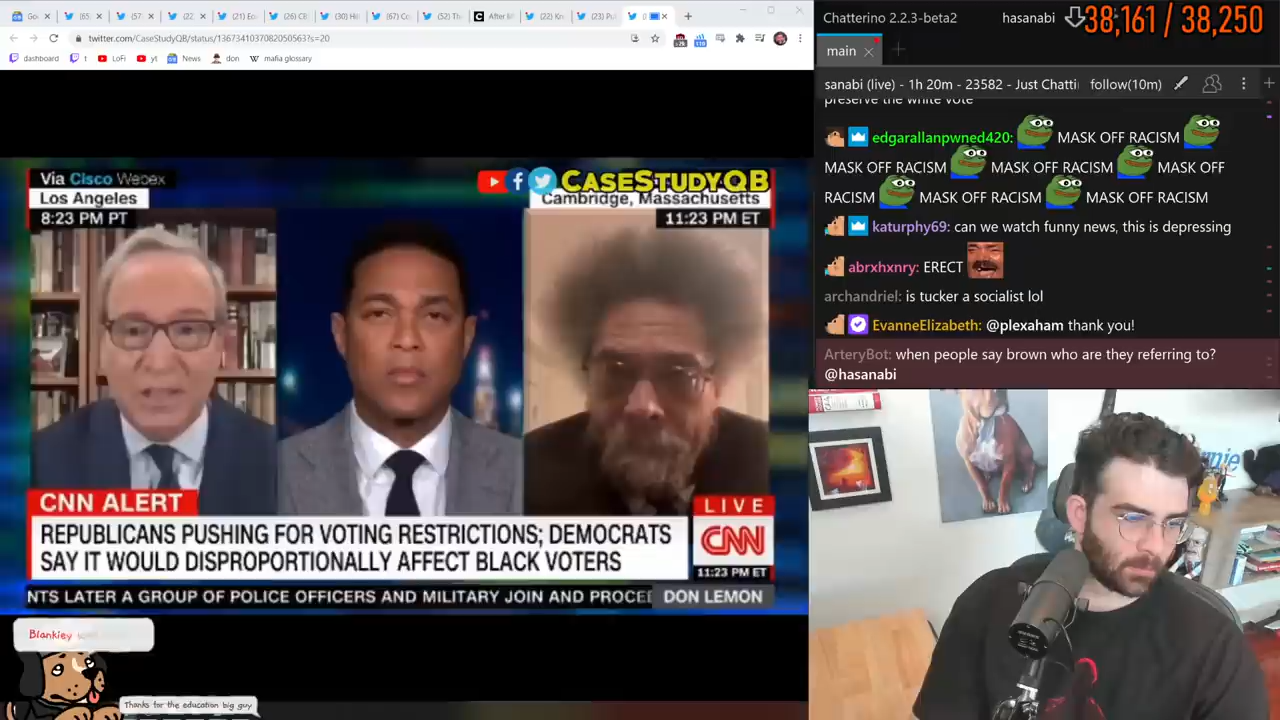 twitter.com/CaseStudyQB/status/1367341037082050563?s=20
dashboard
t
LoFi
yt
News
don
mafia glossary
Via Cisco Webex
Los Angeles
8:23 PM PT
CASESTUDYQB
Cambridge, Massachusetts
11:23 PM ET
CNN ALERT
REPUBLICANS PUSHING FOR VOTING RESTRICTIONS; DEMOCRATS
SAY IT WOULD DISPROPORTIONALLY AFFECT BLACK VOTERS
LIVE
CNN
11:23 PM ET
NTS LATER A GROUP OF POLICE OFFICERS AND MILITARY JOIN AND PROCEE
DON LEMON
Blankiey
Thanks for the education big guy
Chatterino 2.2.3-beta2
hasanabi
38,161 / 38,250
main
sanabi (live) - 1h 20m - 23582 - Just Chatti
follow(10m)
preserve the white vote
edgarallanpwned420: MASK OFF RACISM
MASK OFF RACISM MASK OFF RACISM MASK OFF
RACISM MASK OFF RACISM MASK OFF RACISM
katurphy69: can we watch funny news, this is depressing
abrxhxnry: ERECT
archandriel: is tucker a socialist lol
EvanneElizabeth: @plexaham thank you!
ArteryBot: when people say brown who are they referring to?
@hasanabi